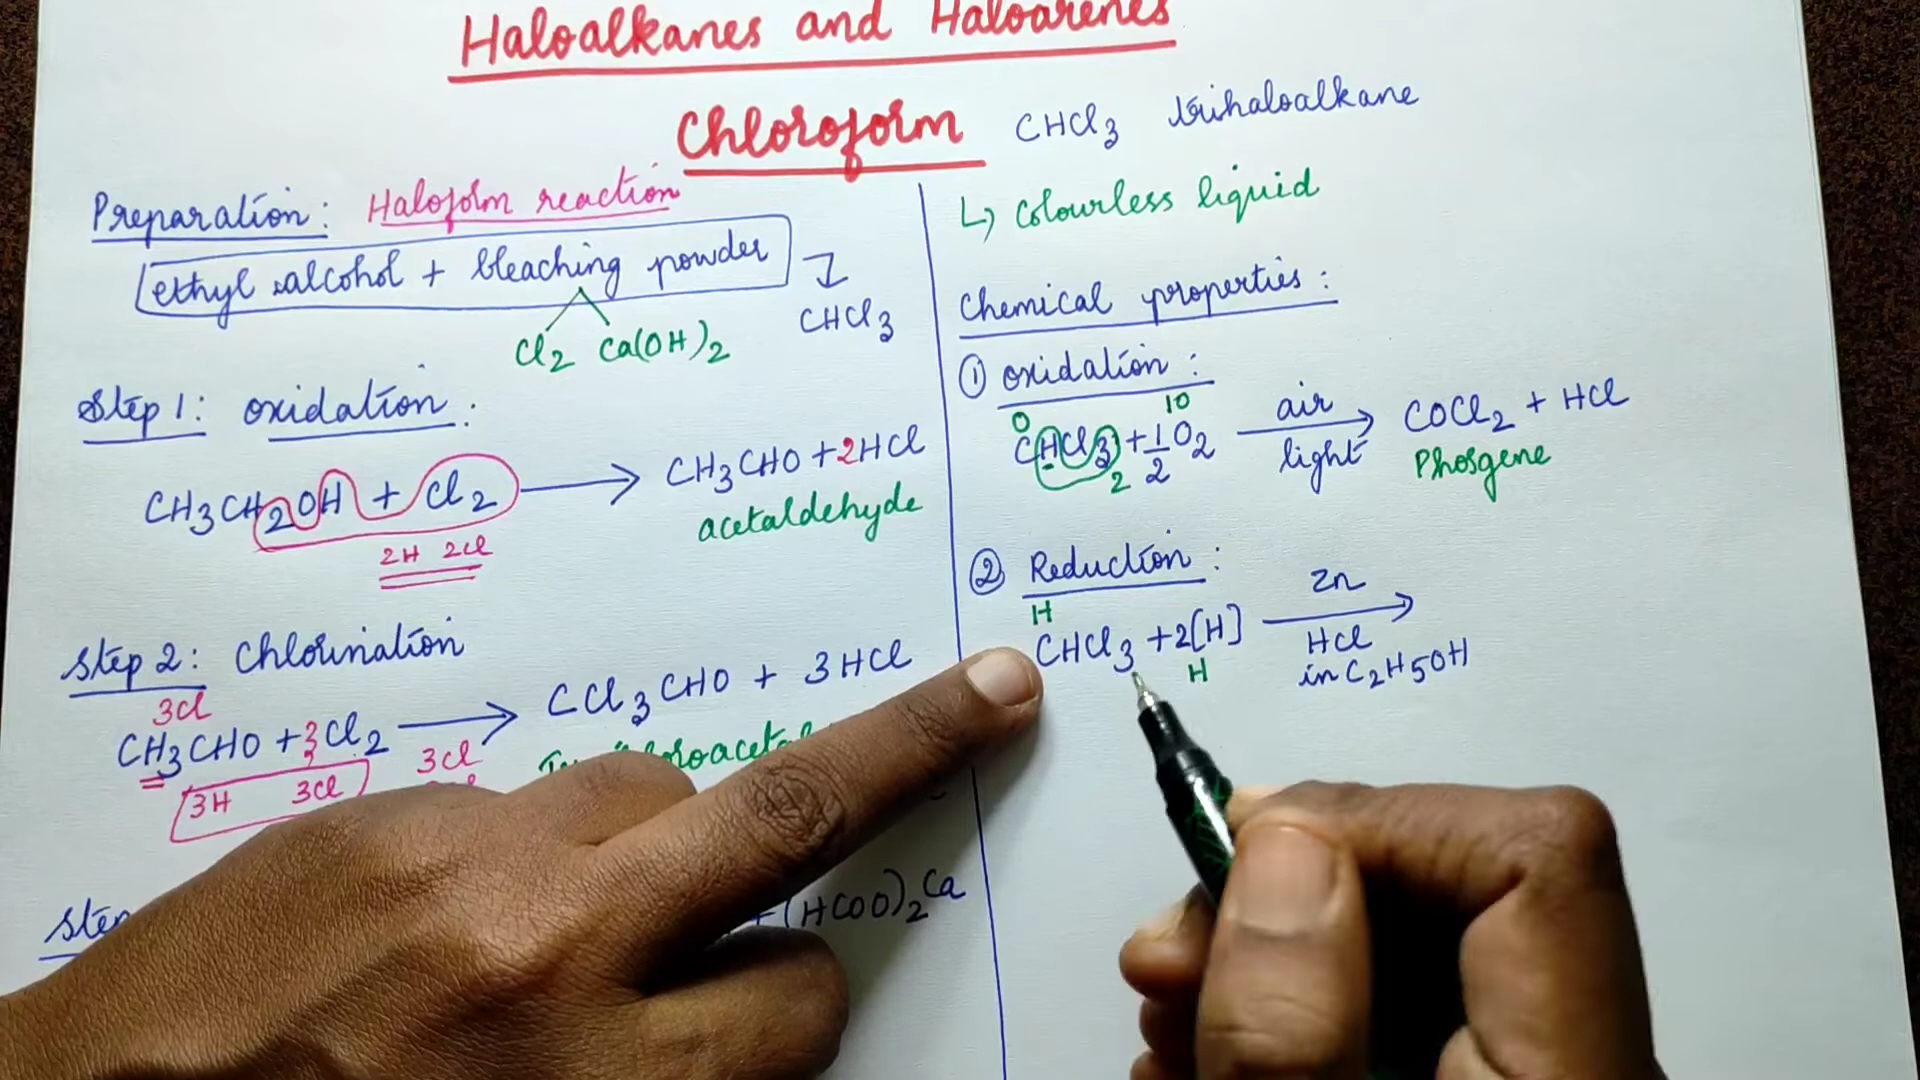 Haloalkanes and Haloarenes
Chloroform CHCl3 trihaloalkane
Preparation: Haloform reaction
ethyl alcohol + bleaching powder
CHCl3
Cl2 Ca(OH)2
Step 1: oxidation:
CH3CH2OH + Cl2 → CH3CHO + 2HCl
2H 2Cl
acetaldehyde
Step 2: Chlorination
3Cl
CH3CHO + 3Cl2 → CCl3CHO + 3HCl
3H 3Cl
3Cl
+ (HCOO)2Ca
↳ Colourless liquid
Chemical properties:
① oxidation:
O 10
CHCl3 + 1/2 O2 → COCl2 + HCl
air
light
2
Phosgene
② Reduction:
H
CHCl3 + 2[H] →
H
Zn
HCl
in C2H5OH